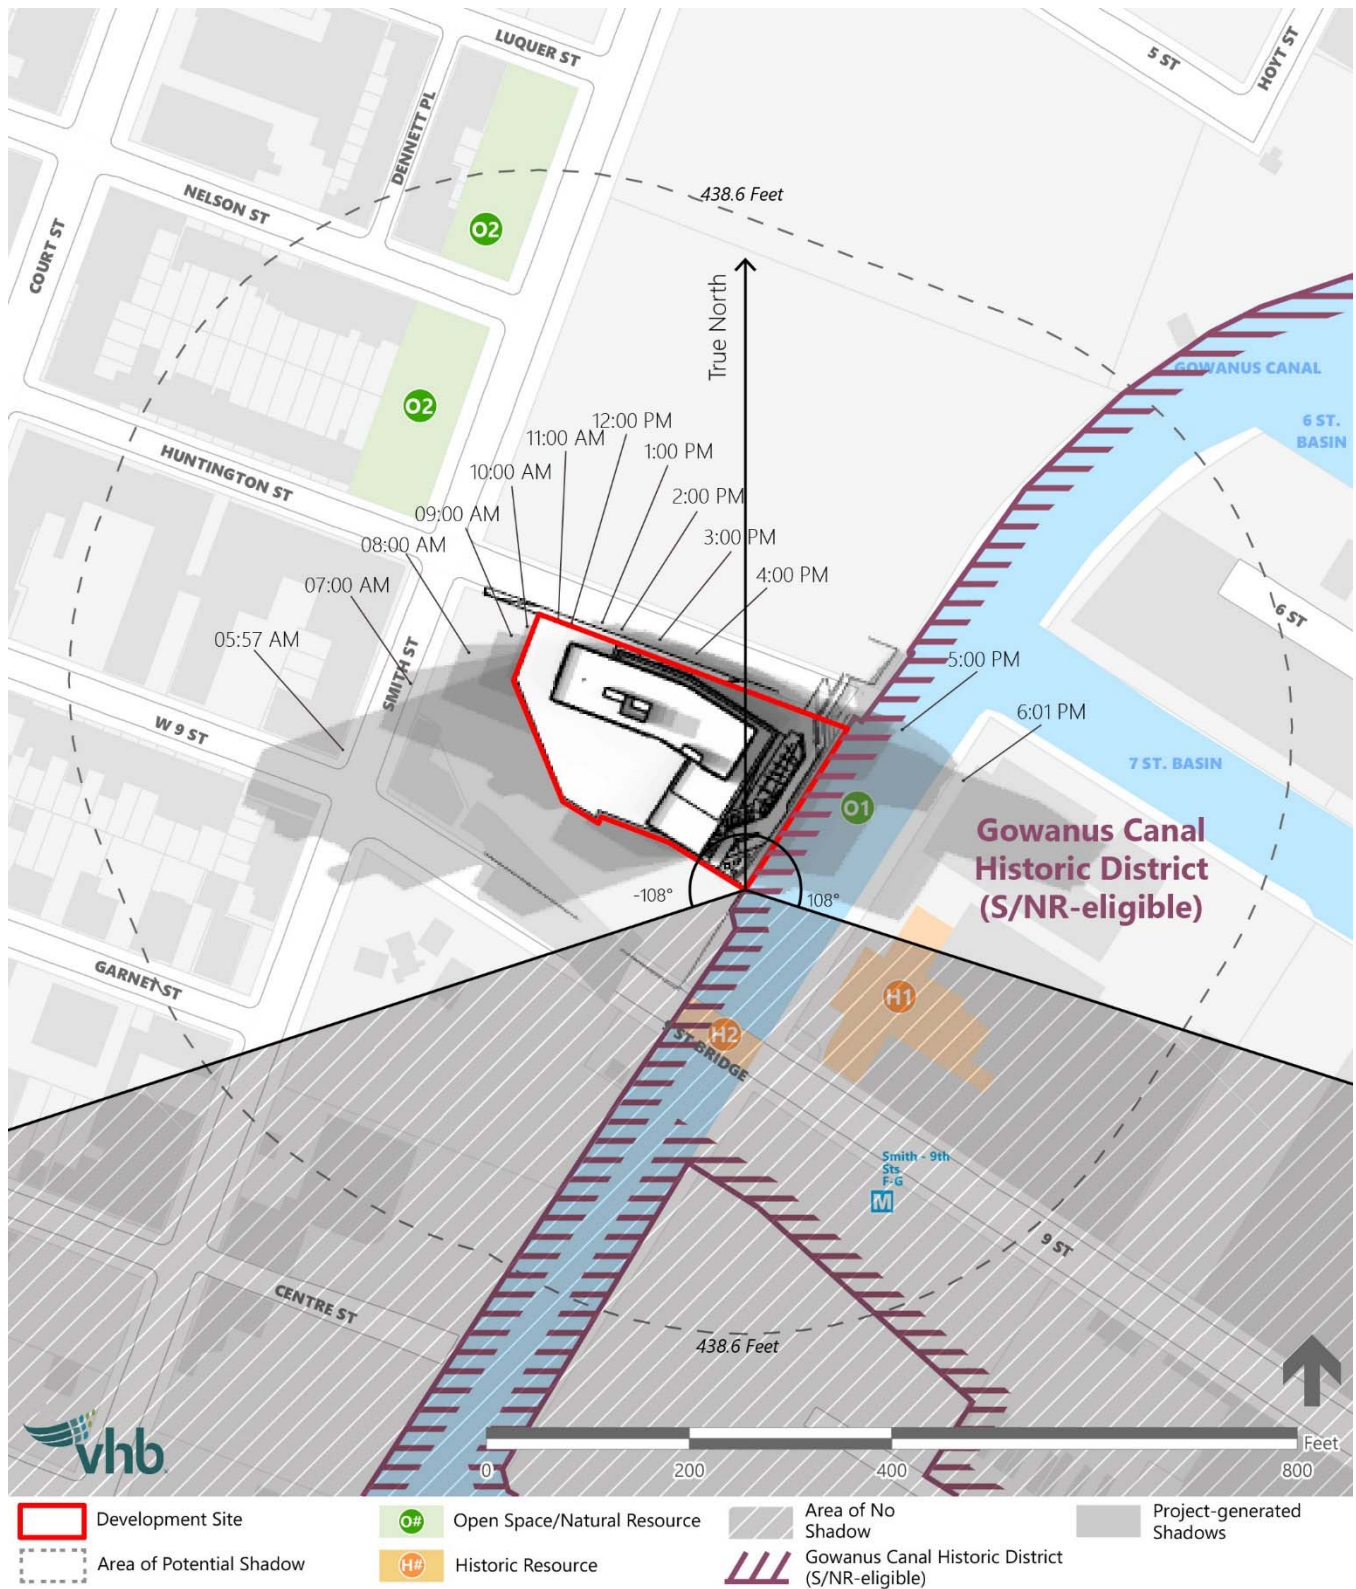 LUQUER ST
5 ST
HOYT ST
DENNETT PL
NELSON ST
O2
438.6 Feet
COURT ST
True North
GOWANUS CANAL
6 ST.
BASIN
O2
HUNTINGTON ST
12:00 PM
11:00 AM
1:00 PM
10:00 AM
2:00 PM
09:00 AM
3:00 PM
08:00 AM
4:00 PM
07:00 AM
6 ST
05:57 AM
SMITH ST
5:00 PM
6:01 PM
W 9 ST
7 ST. BASIN
O1
Gowanus Canal
Historic District
(S/NR-eligible)
-108°
108°
GARNET ST
H1
H2
9 ST BRIDGE
Smith - 9th
Sts
F-G
M
9 ST
CENTRE ST
438.6 Feet
vhb
Feet
0
200
400
800
Development Site
O#
Open Space/Natural Resource
Area of No
Shadow
Project-generated
Shadows
Area of Potential Shadow
H#
Historic Resource
Gowanus Canal Historic District
(S/NR-eligible)